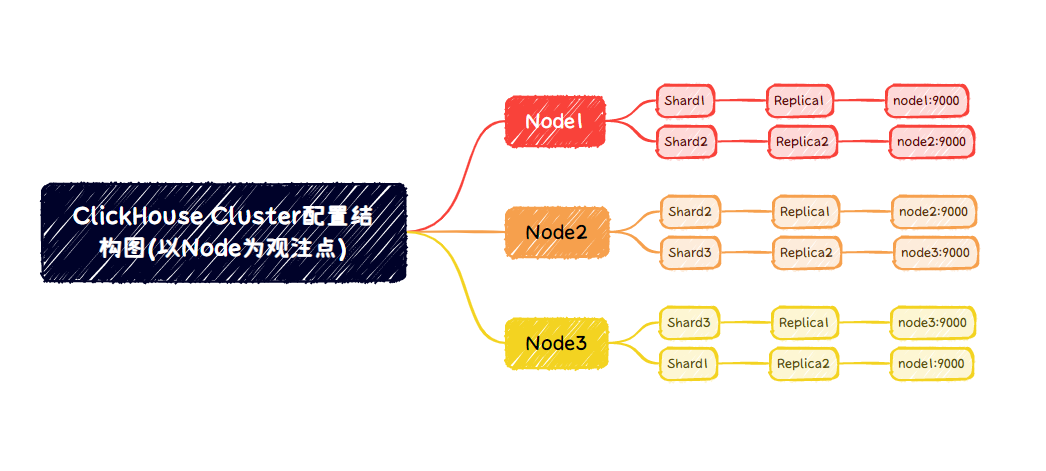 ClickHouse Cluster配置结
构图(以Node为观注点)
Node1
Shard1 Replica1 node1:9000
Shard2 Replica2 node2:9000
Node2
Shard2 Replica1 node2:9000
Shard3 Replica2 node3:9000
Node3
Shard3 Replica1 node3:9000
Shard1 Replica2 node1:9000